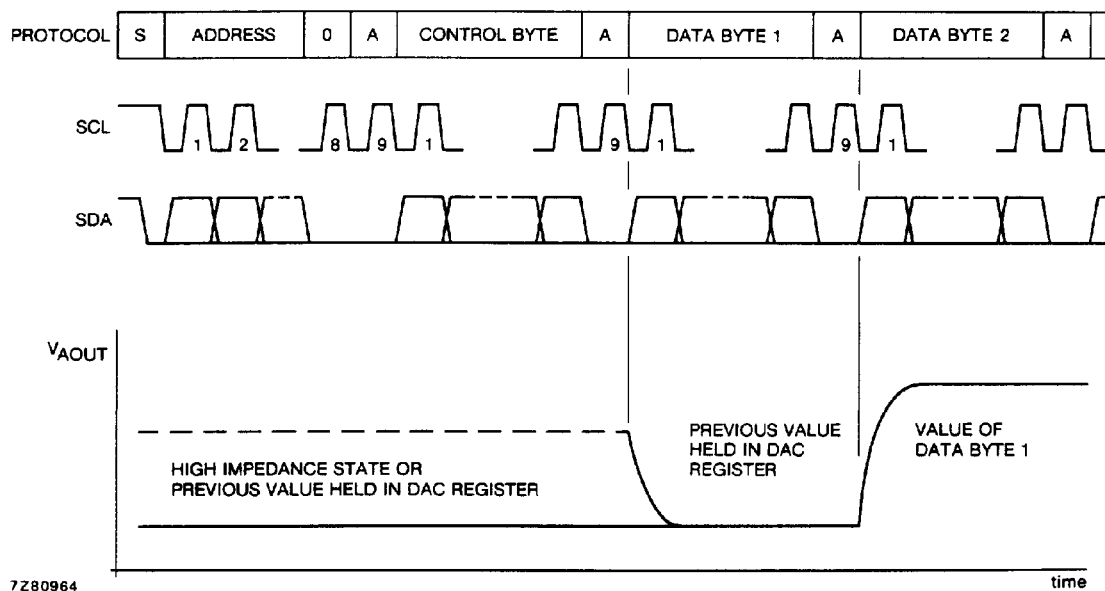 PROTOCOL S ADDRESS 0 A CONTROL BYTE A DATA BYTE 1 A DATA BYTE 2 A
SCL 1 2 8 9 1 9 1 9 1
SDA
VAOUT
HIGH IMPEDANCE STATE OR
PREVIOUS VALUE HELD IN DAC REGISTER
PREVIOUS VALUE
HELD IN DAC
REGISTER
VALUE OF
DATA BYTE 1
7Z80964
time